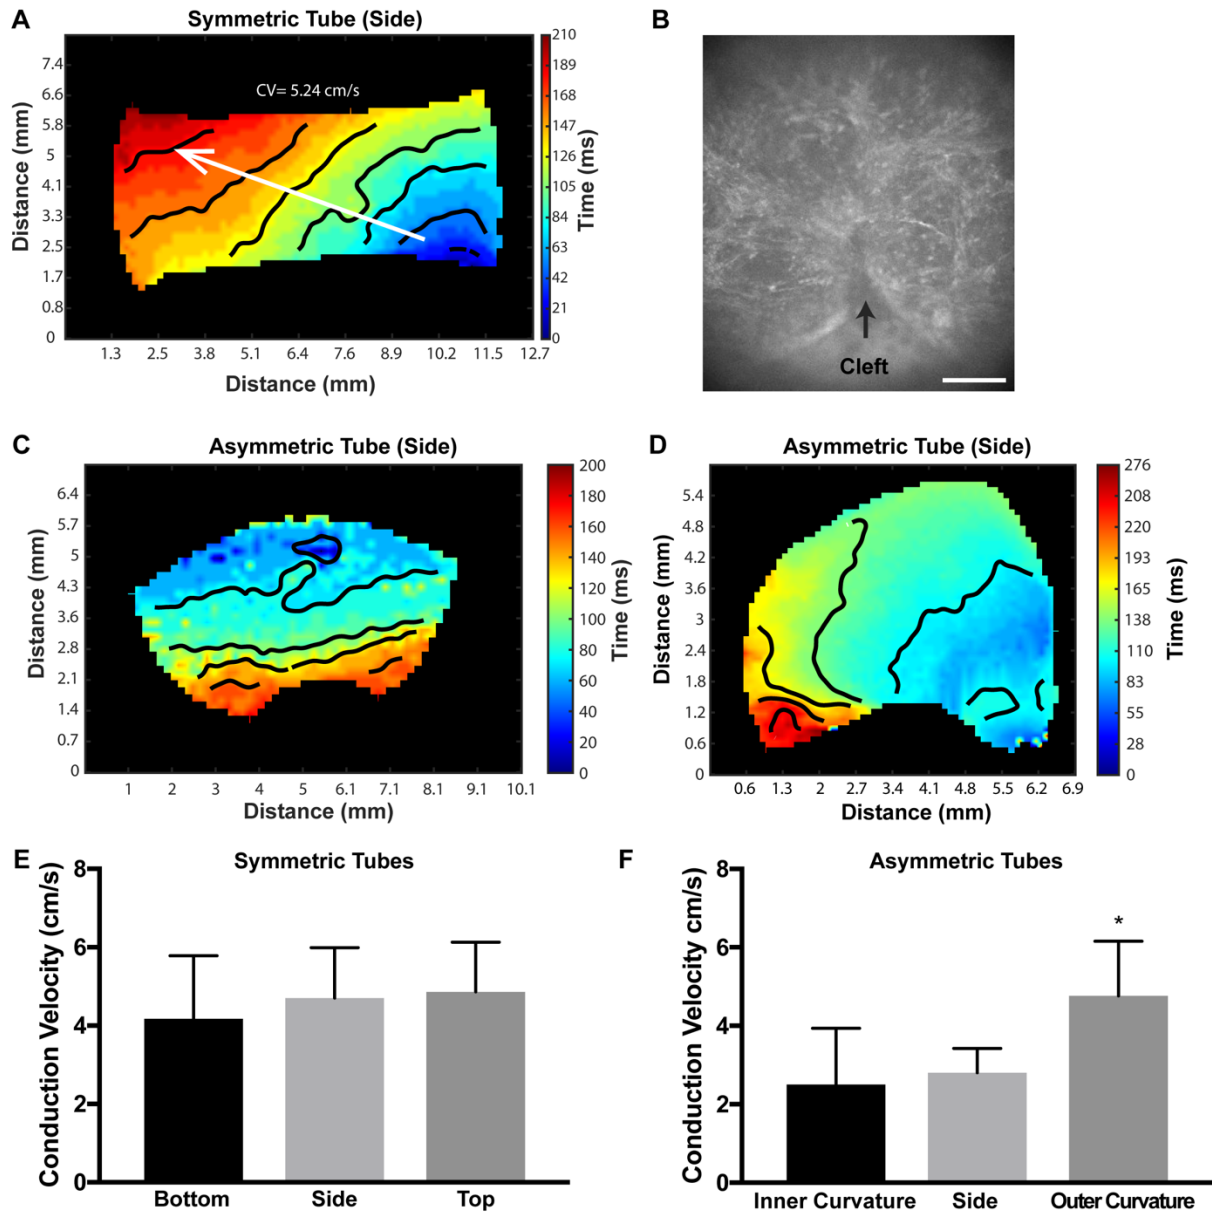 A
Symmetric Tube (Side)
Distance (mm)
7.4
6.6
5.8
5
4.1
3.3
2.5
1.7
0.8
0
CV= 5.24 cm/s
1.3 2.5 3.8 5.1 6.4 7.6 8.9 10.2 11.5 12.7
Distance (mm)
210
189
168
147
126
105
84
63
42
21
0
Time (ms)
B
Cleft
C
Asymmetric Tube (Side)
Distance (mm)
6.4
5.7
5
4.3
3.6
2.8
2.1
1.4
0.7
0
1 2 3 4 5 6.1 7.1 8.1 9.1 10.1
Distance (mm)
200
180
160
140
120
100
80
60
40
20
0
Time (ms)
D
Asymmetric Tube (Side)
Distance (mm)
5.4
4.8
4.2
3.6
3
2.4
1.8
1.2
0.6
0
0.6 1.3 2 2.7 3.4 4.1 4.8 5.5 6.2 6.9
Distance (mm)
276
208
220
193
165
138
110
83
55
28
0
Time (ms)
E
Symmetric Tubes
Conduction Velocity (cm/s)
8
6
4
2
0
Bottom Side Top
F
Asymmetric Tubes
Conduction Velocity cm/s)
8
6
4
2
0
*
Inner Curvature Side Outer Curvature